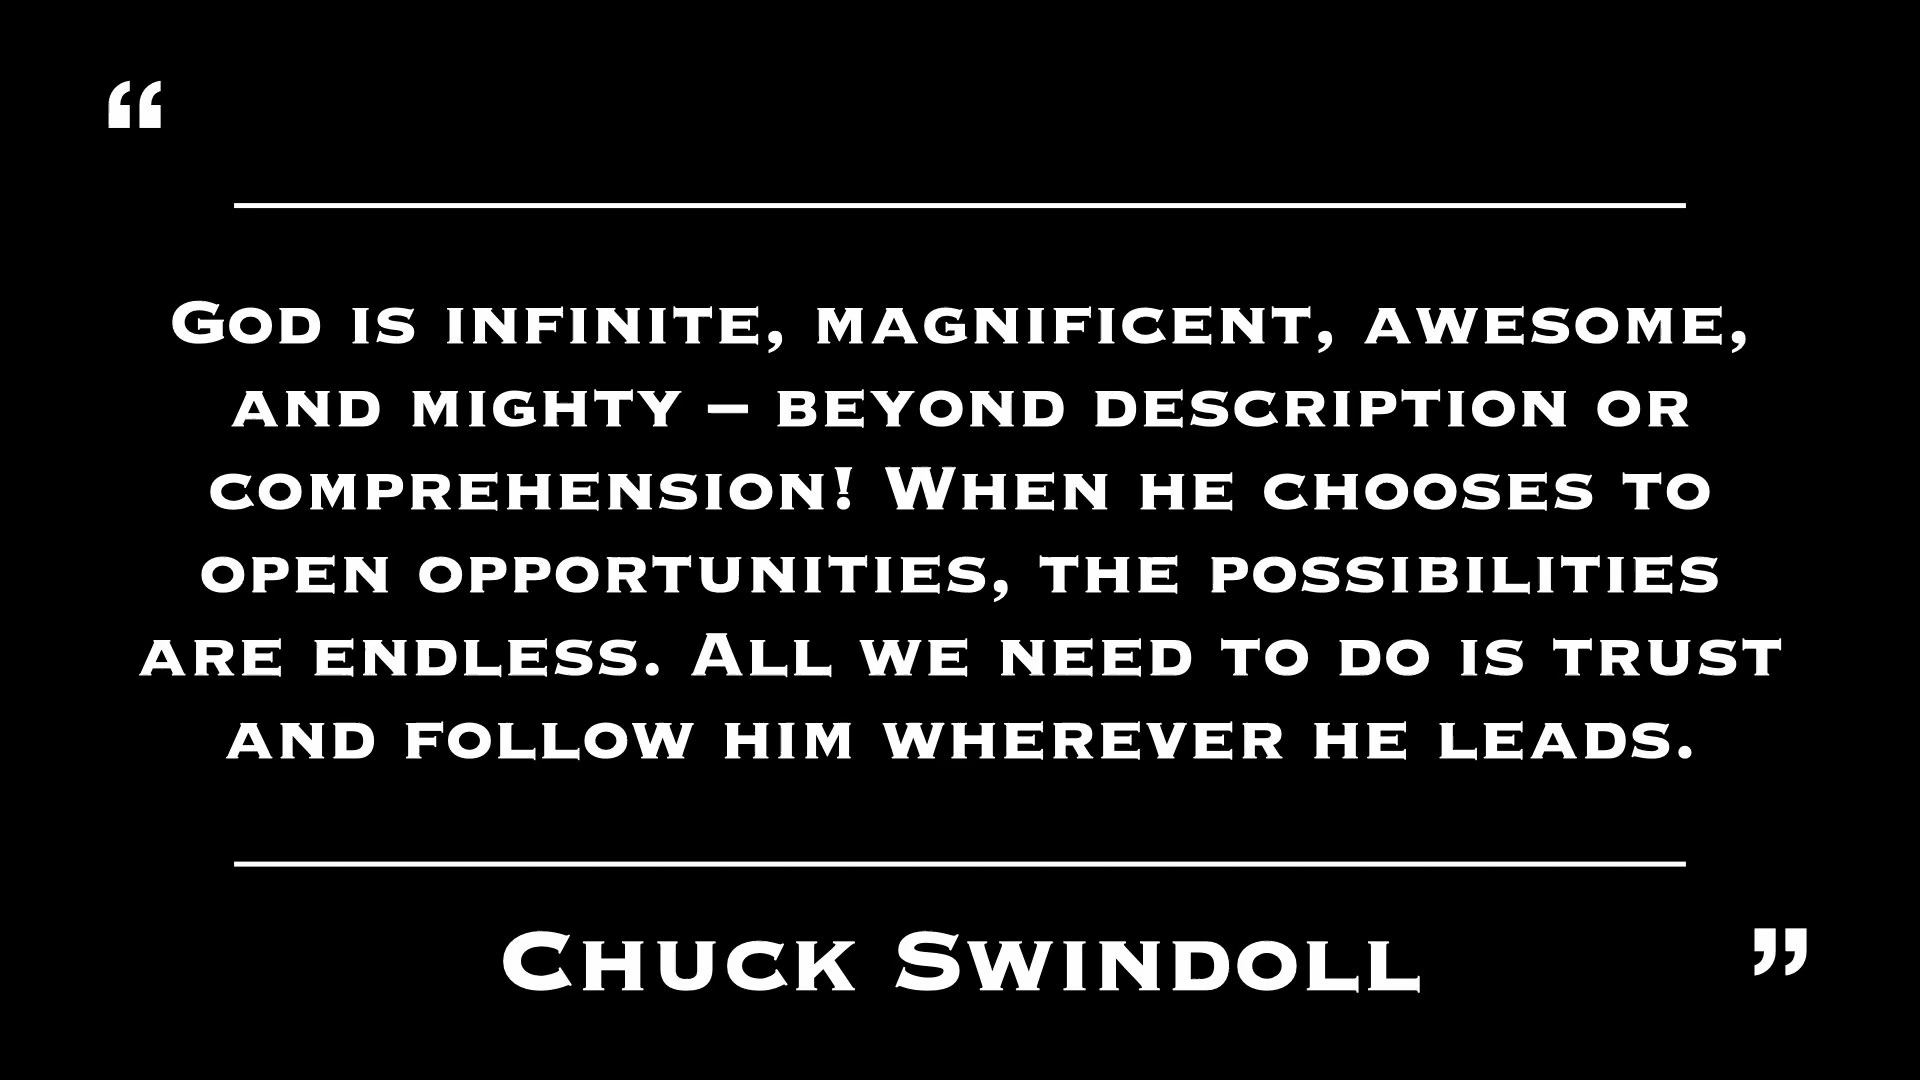 “
God is infinite, magnificent, awesome,
and mighty – beyond description or
comprehension! When he chooses to
open opportunities, the possibilities
are endless. All we need to do is trust
and follow him wherever he leads.
Chuck Swindoll
”